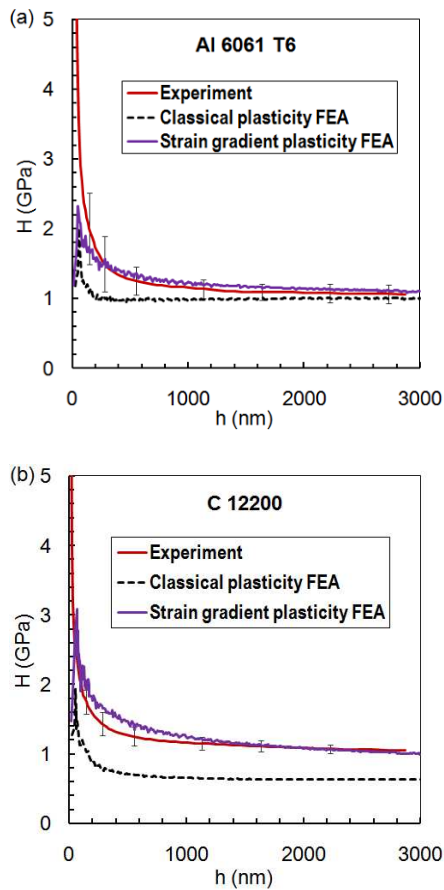 (a)
Al 6061 T6
Experiment
Classical plasticity FEA
Strain gradient plasticity FEA
H (GPa)
5
4
3
2
1
0
0 1000 2000 3000
h (nm)
(b)
C 12200
Experiment
Classical plasticity FEA
Strain gradient plasticity FEA
H (GPa)
5
4
3
2
1
0
0 1000 2000 3000
h (nm)